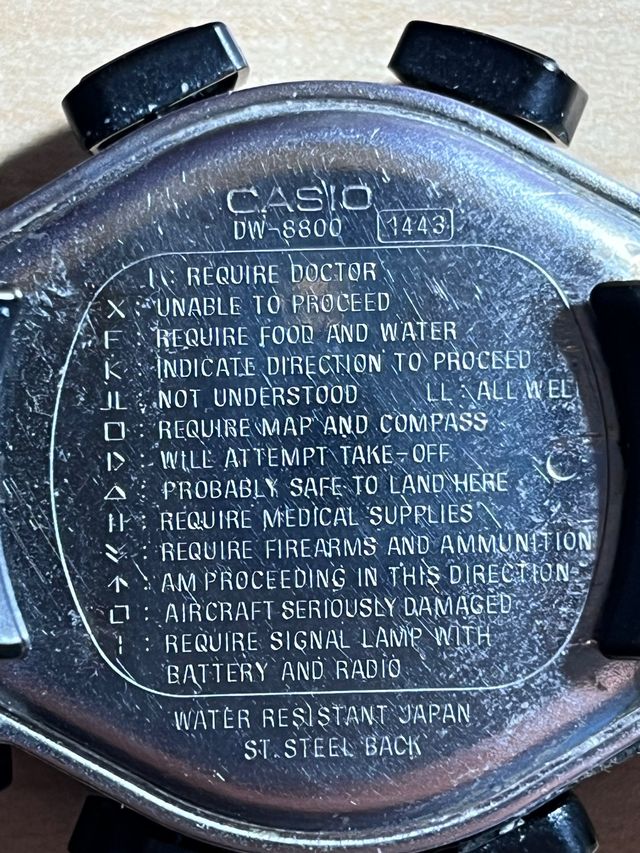 CASIO
DW-8800 1443
I : REQUIRE DOCTOR
X : UNABLE TO PROCEED
F : REQUIRE FOOD AND WATER
K : INDICATE DIRECTION TO PROCEED
⅃L : NOT UNDERSTOOD LL : ALL WELL
□ : REQUIRE MAP AND COMPASS
▷ : WILL ATTEMPT TAKE-OFF
△ : PROBABLY SAFE TO LAND HERE
II : REQUIRE MEDICAL SUPPLIES
≫ : REQUIRE FIREARMS AND AMMUNITION
↑ : AM PROCEEDING IN THIS DIRECTION
□ : AIRCRAFT SERIOUSLY DAMAGED
¦ : REQUIRE SIGNAL LAMP WITH
BATTERY AND RADIO
WATER RESISTANT JAPAN
ST. STEEL BACK